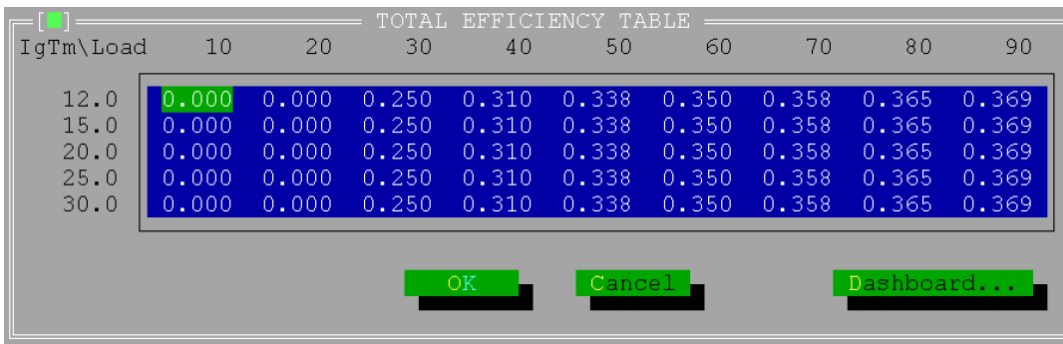 [ ] TOTAL EFFICIENCY TABLE
IgTm\Load 10 20 30 40 50 60 70 80 90
12.0 0.000 0.000 0.250 0.310 0.338 0.350 0.358 0.365 0.369
15.0 0.000 0.000 0.250 0.310 0.338 0.350 0.358 0.365 0.369
20.0 0.000 0.000 0.250 0.310 0.338 0.350 0.358 0.365 0.369
25.0 0.000 0.000 0.250 0.310 0.338 0.350 0.358 0.365 0.369
30.0 0.000 0.000 0.250 0.310 0.338 0.350 0.358 0.365 0.369
OK Cancel Dashboard...